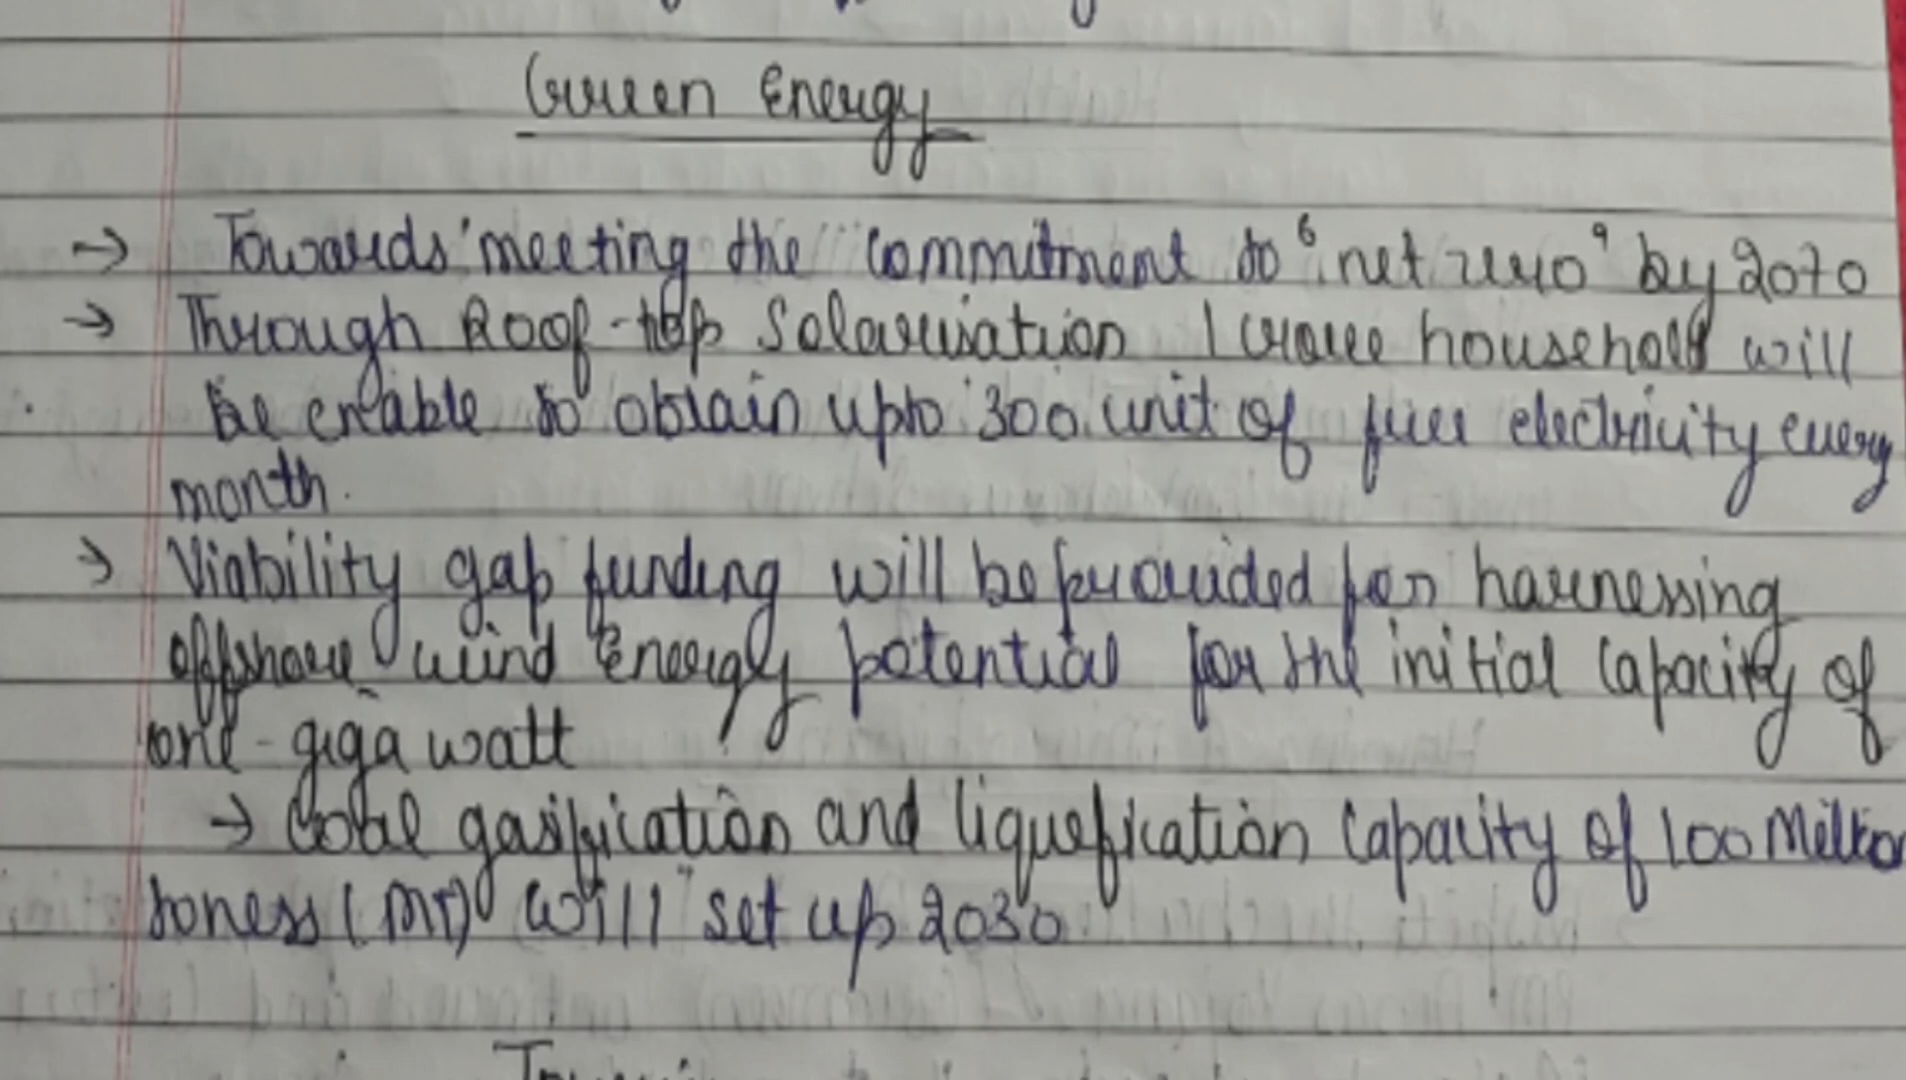 Green Energy
→ Towards meeting the commitment to 'net zero' by 2070
→ Through Roof-top Solarisation 1 crore household will
be enable to obtain upto 300 unit of free electricity every
month.
→ Viability gap funding will be provided for harnessing
offshore wind Energy potential for the initial capacity of
one-giga watt
→ Coal gasification and liquefication capacity of 100 Million
toness (MT) will set up 2030